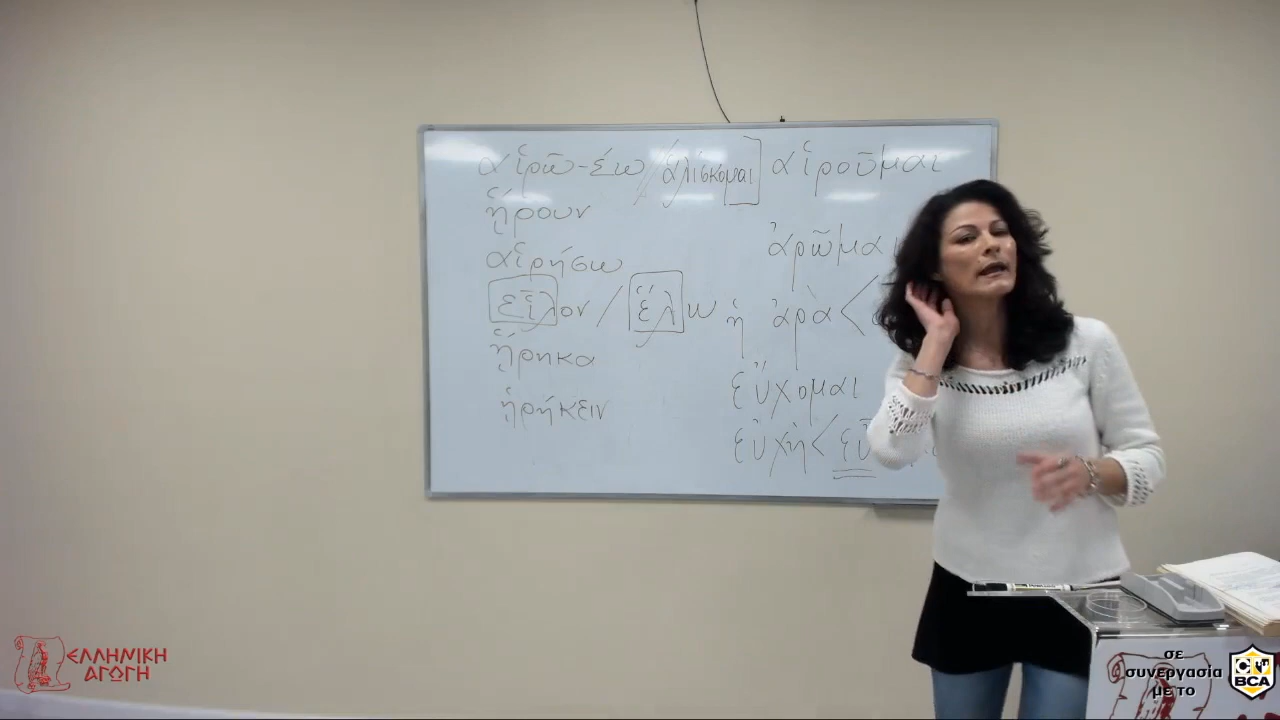 αἱρῶ-έω // ἁλίσκομαι] αἱροῦμαι
ᾕρουν
αἱρήσω
εἷλον / ἕλω
ᾕρηκα
ᾑρήκειν
ἀρῶμαι
ἡ ἀρὰ <
εὔχομαι
εὐχὴ < εὖ
ΕΛΛΗΝΙΚΗ
ΑΓΩΓΗ
σε
συνεργασία
με το
BCA